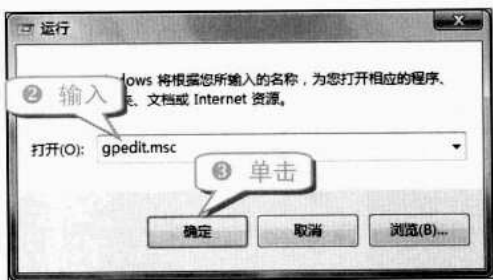 运行
dows 将根据您所输入的名称，为您打开相应的程序、
❷ 输入
、文档或 Internet 资源。
打开(O): gpedit.msc
❸ 单击
确定 取消 浏览(B)...